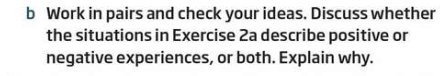 b Work in pairs and check your ideas. Discuss whether
the situations in Exercise 2a describe positive or
negative experiences, or both. Explain why.